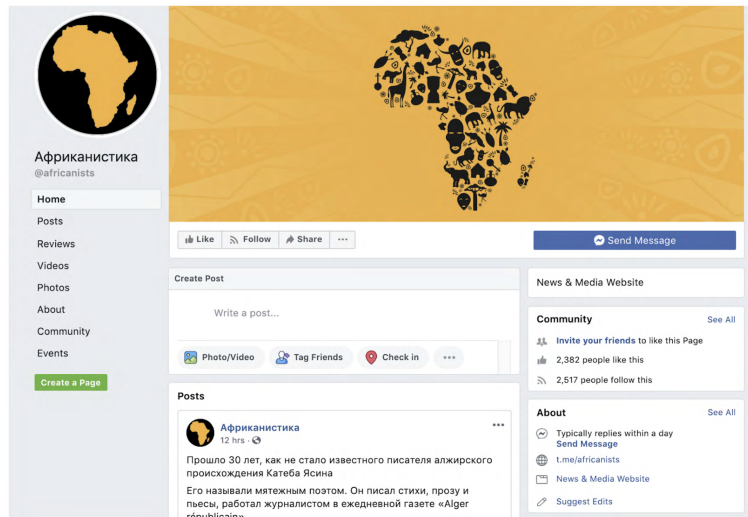 Африканистика
@africanists
Home
Posts
Reviews
Videos
Photos
About
Community
Events
Create a Page
Like
Follow
Share
Send Message
Create Post
Write a post...
Photo/Video
Tag Friends
Check in
Posts
Африканистика
12 hrs ·
Прошло 30 лет, как не стало известного писателя алжирского
происхождения Катеба Ясина
Его называли мятежным поэтом. Он писал стихи, прозу и
пьесы, работал журналистом в ежедневной газете «Alger
républicain»
News & Media Website
Community
See All
Invite your friends to like this Page
2,382 people like this
2,517 people follow this
About
See All
Typically replies within a day
Send Message
t.me/africanists
News & Media Website
Suggest Edits